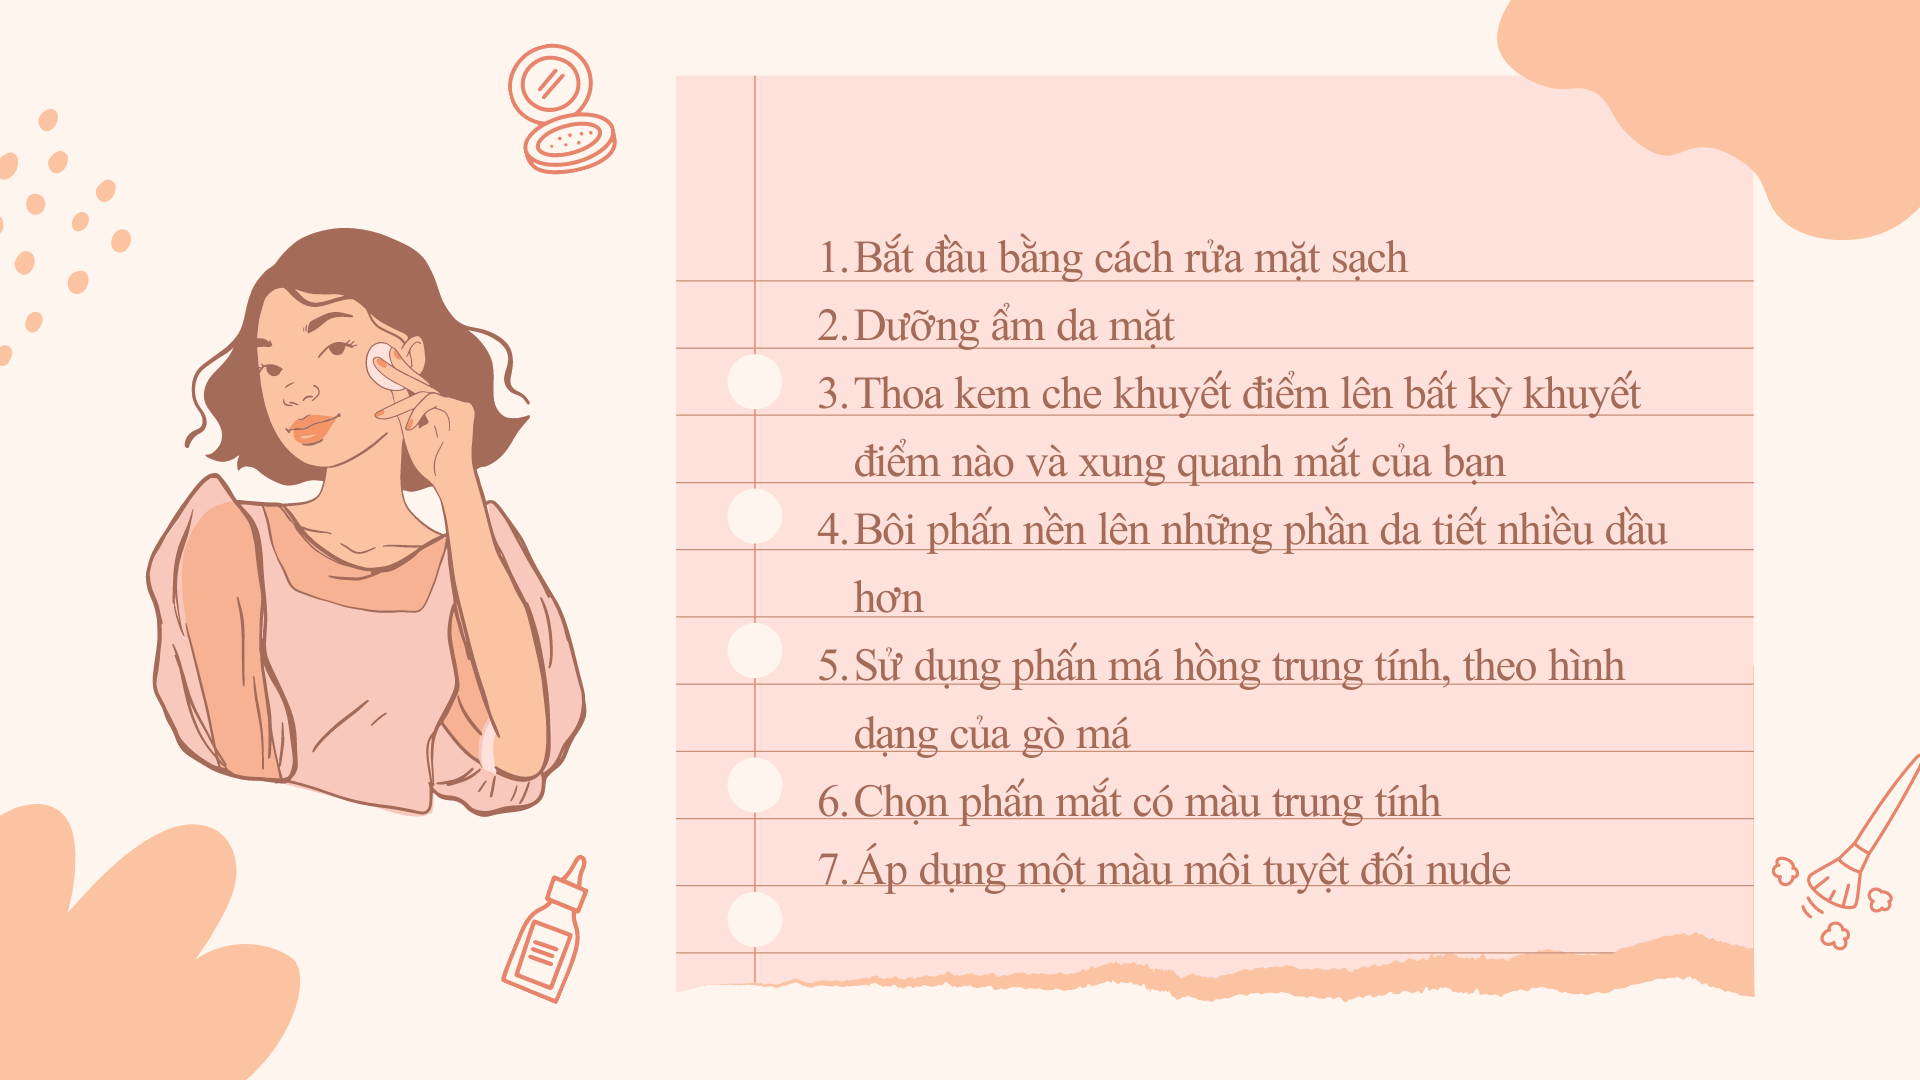 1. Bắt đầu bằng cách rửa mặt sạch
2. Dưỡng ẩm da mặt
3. Thoa kem che khuyết điểm lên bất kỳ khuyết
điểm nào và xung quanh mắt của bạn
4. Bôi phấn nền lên những phần da tiết nhiều dầu
hơn
5. Sử dụng phấn má hồng trung tính, theo hình
dạng của gò má
6. Chọn phấn mắt có màu trung tính
7. Áp dụng một màu môi tuyệt đối nude